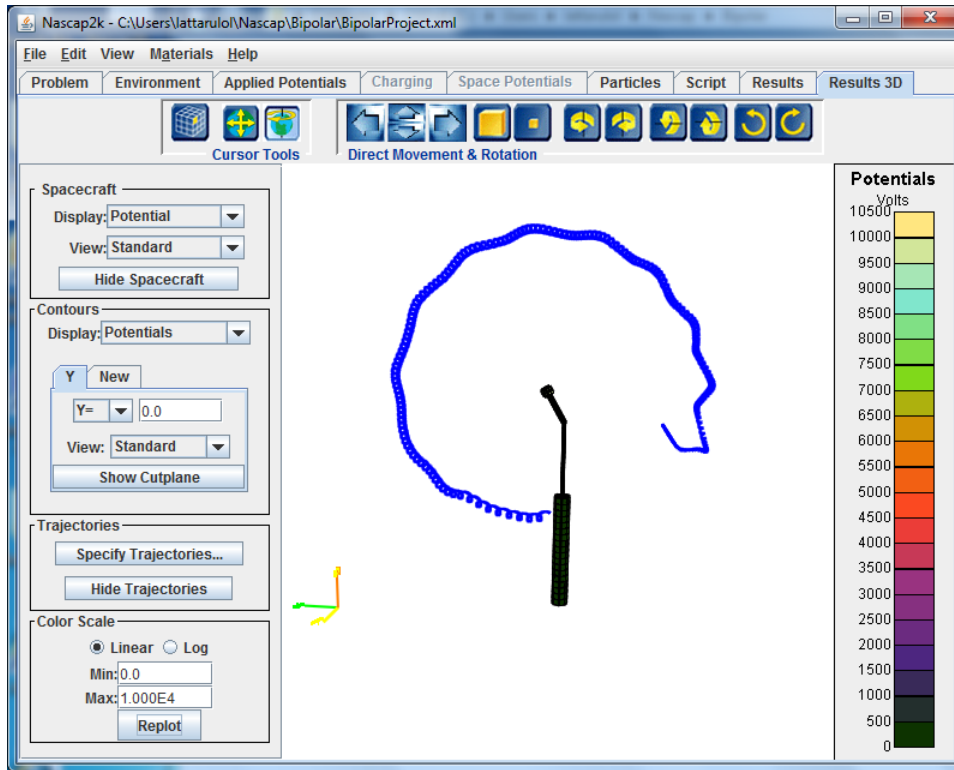 Nascap2k - C:\Users\lattarulol\Nascap\Bipolar\BipolarProject.xml
File Edit View Materials Help
Problem Environment Applied Potentials Charging Space Potentials Particles Script Results Results 3D
Cursor Tools Direct Movement & Rotation
Spacecraft
Display: Potential
View: Standard
Hide Spacecraft
Contours
Display: Potentials
Y New
Y= 0.0
View: Standard
Show Cutplane
Trajectories
Specify Trajectories...
Hide Trajectories
Color Scale
Linear Log
Min: 0.0
Max: 1.000E4
Replot
Potentials
Volts
10500
10000
9500
9000
8500
8000
7500
7000
6500
6000
5500
5000
4500
4000
3500
3000
2500
2000
1500
1000
500
0